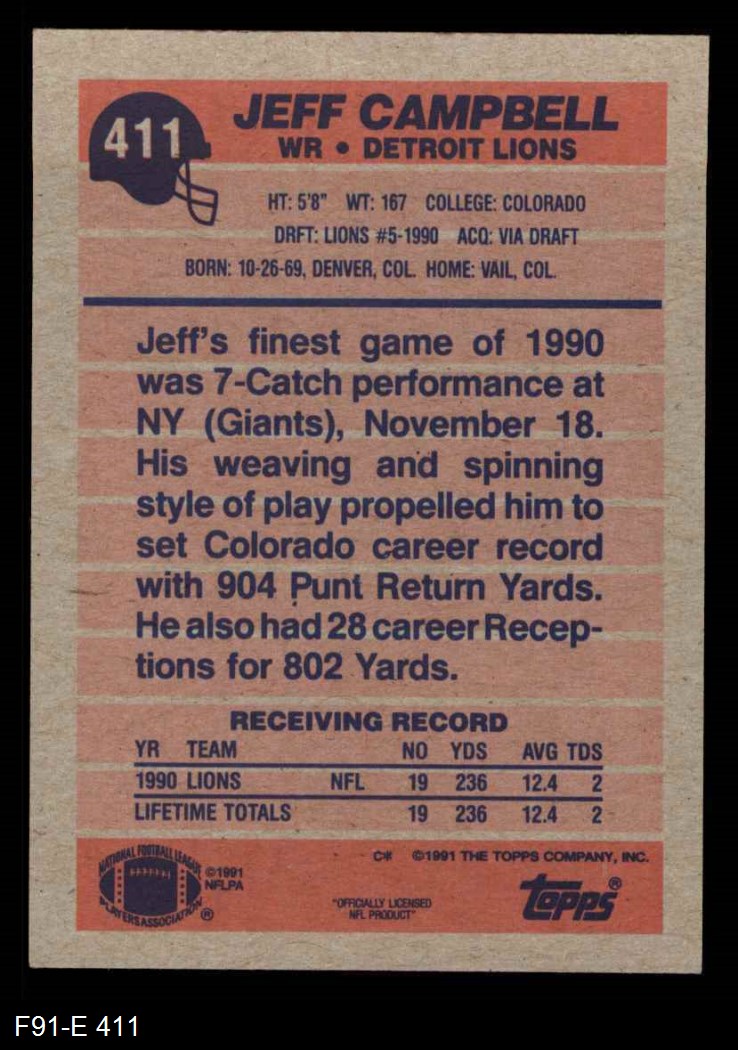 411
JEFF CAMPBELL
WR • DETROIT LIONS
HT: 5'8" WT: 167 COLLEGE: COLORADO
DRFT: LIONS #5-1990 ACQ: VIA DRAFT
BORN: 10-26-69, DENVER, COL. HOME: VAIL, COL.
Jeff's finest game of 1990
was 7-Catch performance at
NY (Giants), November 18.
His weaving and spinning
style of play propelled him to
set Colorado career record
with 904 Punt Return Yards.
He also had 28 career Recep-
tions for 802 Yards.
RECEIVING RECORD
YR TEAM NO YDS AVG TDS
1990 LIONS NFL 19 236 12.4 2
LIFETIME TOTALS 19 236 12.4 2
NATIONAL FOOTBALL LEAGUE
PLAYERS ASSOCIATION ®
©1991
NFLPA
C# ©1991 THE TOPPS COMPANY, INC.
"OFFICIALLY LICENSED
NFL PRODUCT"
topps®
F91-E 411